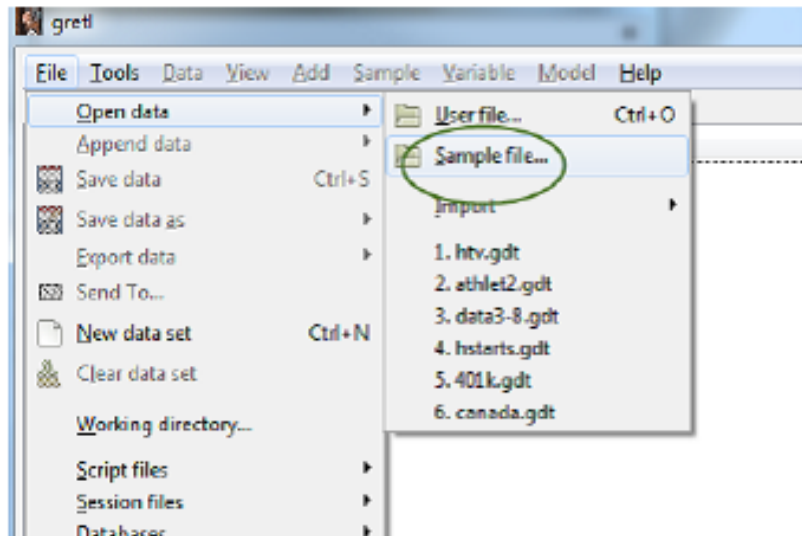 gretl
File Tools Data View Add Sample Variable Model Help
Open data
Append data
Save data Ctrl+S
Save data as
Export data
Send To...
New data set Ctrl+N
Clear data set
Working directory...
Script files
Session files
Databases
User file... Ctrl+O
Sample file...
Import
1. htv.gdt
2. athlet2.gdt
3. data3-8.gdt
4. hstarts.gdt
5. 401k.gdt
6. canada.gdt